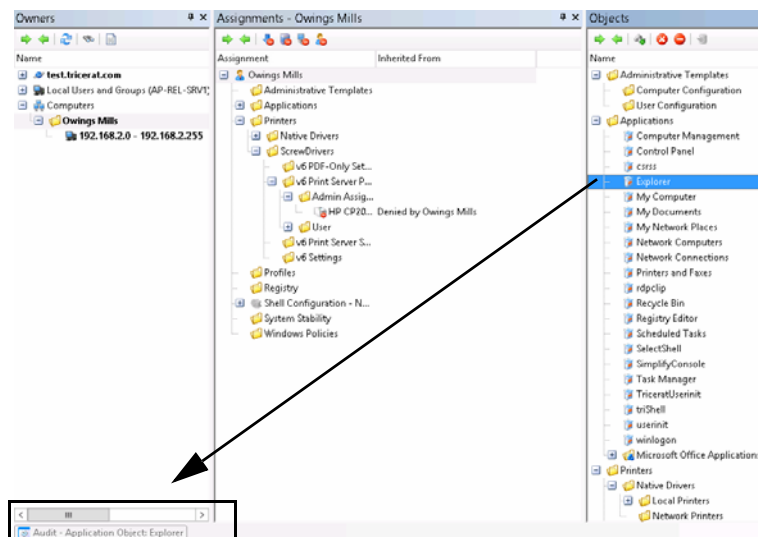 Owners
Name
test.tricerat.com
Local Users and Groups (AP-REL-SRV1;
Computers
Owings Mills
192.168.2.0 - 192.168.2.255
Audit - Application Object: Explorer
Assignments - Owings Mills
Assignment Inherited From
Owings Mills
Administrative Templates
Applications
Printers
Native Drivers
ScrewDrivers
v6 PDF-Only Set...
v6 Print Server P...
Admin Assig...
HP CP20... Denied by Owings Mills
User
v6 Print Server S...
v6 Settings
Profiles
Registry
Shell Configuration - N...
System Stability
Windows Policies
Objects
Name
Administrative Templates
Computer Configuration
User Configuration
Applications
Computer Management
Control Panel
csrss
Explorer
My Computer
My Documents
My Network Places
Network Computers
Network Connections
Printers and Faxes
rdpclip
Recycle Bin
Registry Editor
Scheduled Tasks
SelectShell
SimplifyConsole
Task Manager
TriceratUserinit
triShell
userinit
winlogon
Microsoft Office Application
Printers
Native Drivers
Local Printers
Network Printers